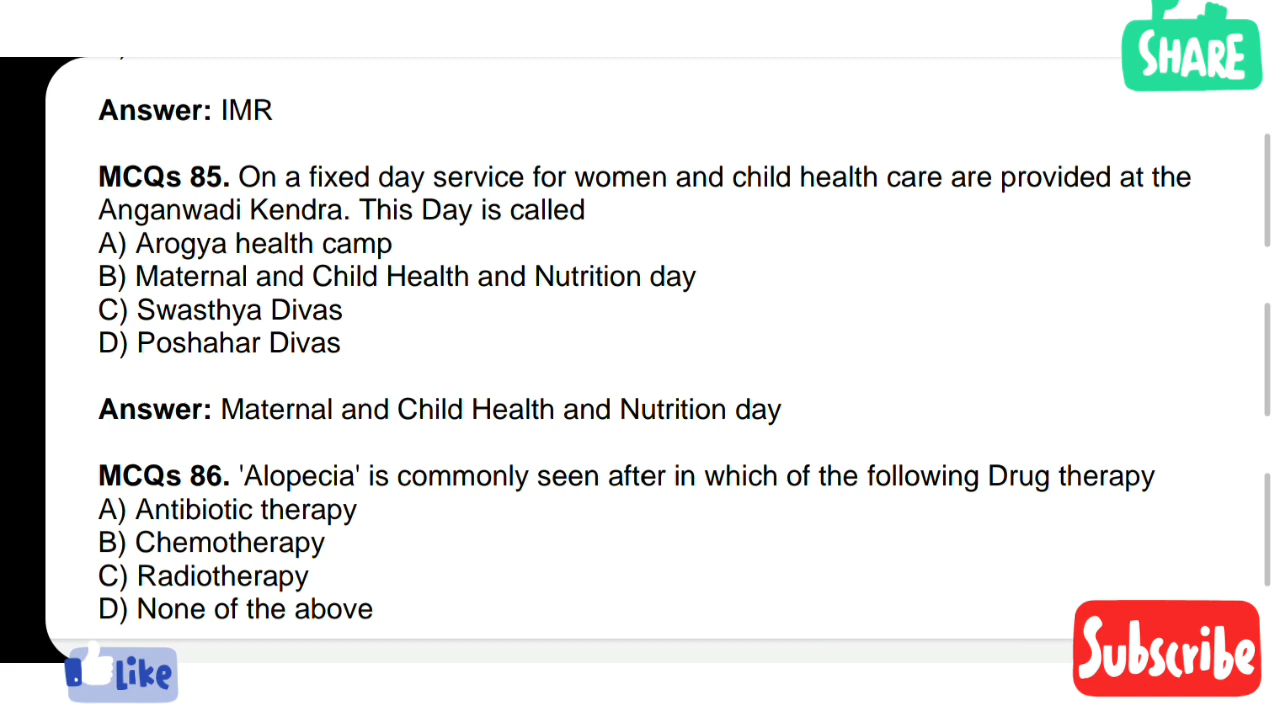 SHARE
Answer: IMR
MCQs 85. On a fixed day service for women and child health care are provided at the
Anganwadi Kendra. This Day is called
A) Arogya health camp
B) Maternal and Child Health and Nutrition day
C) Swasthya Divas
D) Poshahar Divas
Answer: Maternal and Child Health and Nutrition day
MCQs 86. 'Alopecia' is commonly seen after in which of the following Drug therapy
A) Antibiotic therapy
B) Chemotherapy
C) Radiotherapy
D) None of the above
Subscribe
Like